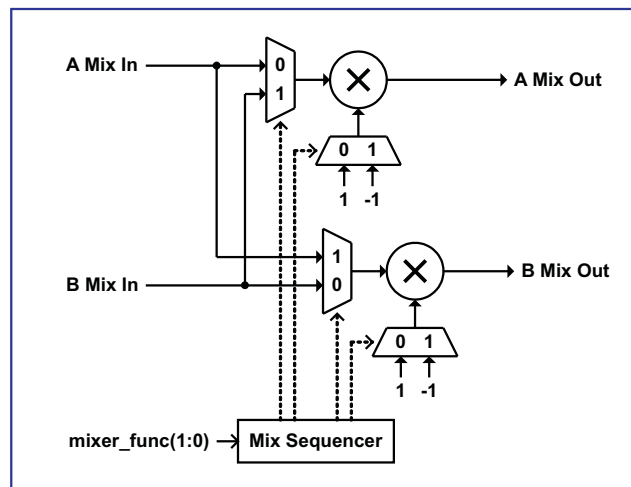 A Mix In
0
1
A Mix Out
0 1
1 -1
1
0
B Mix In
B Mix Out
0 1
1 -1
mixer_func(1:0)
Mix Sequencer